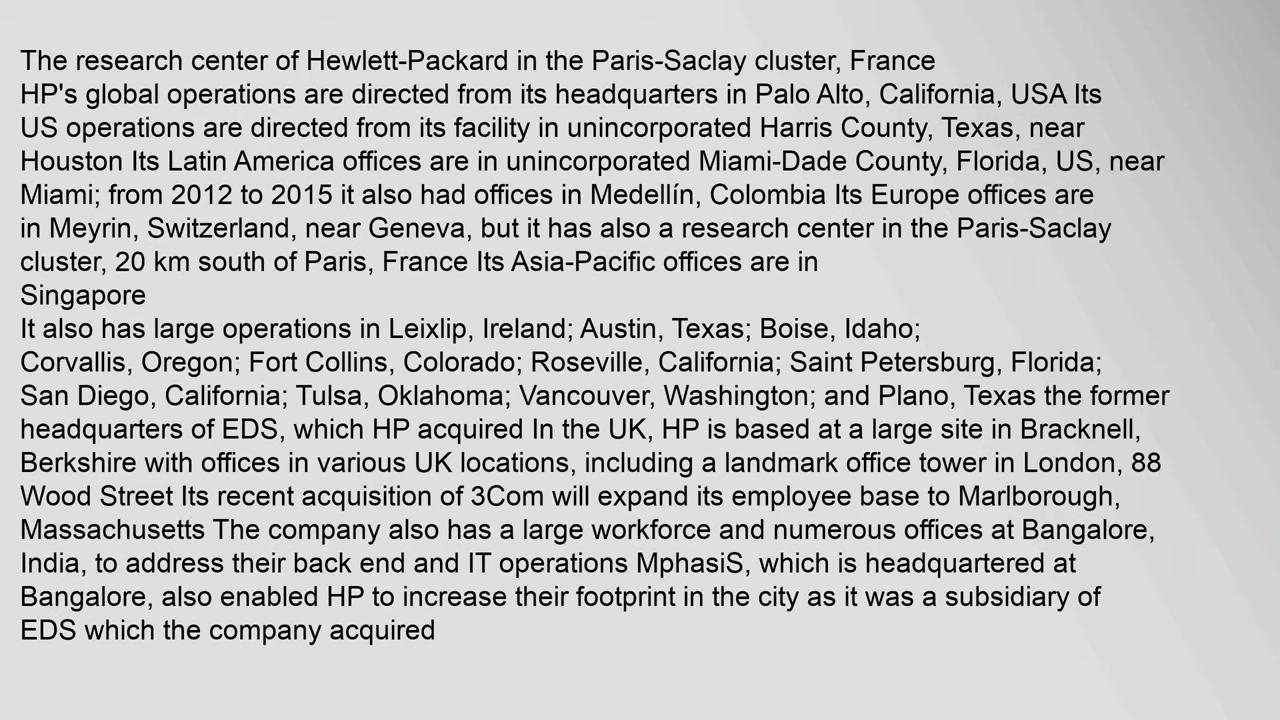 The research center of Hewlett-Packard in the Paris-Saclay cluster, France
HP's global operations are directed from its headquarters in Palo Alto, California, USA Its
US operations are directed from its facility in unincorporated Harris County, Texas, near
Houston Its Latin America offices are in unincorporated Miami-Dade County, Florida, US, near
Miami; from 2012 to 2015 it also had offices in Medellín, Colombia Its Europe offices are
in Meyrin, Switzerland, near Geneva, but it has also a research center in the Paris-Saclay
cluster, 20 km south of Paris, France Its Asia-Pacific offices are in
Singapore
It also has large operations in Leixlip, Ireland; Austin, Texas; Boise, Idaho;
Corvallis, Oregon; Fort Collins, Colorado; Roseville, California; Saint Petersburg, Florida;
San Diego, California; Tulsa, Oklahoma; Vancouver, Washington; and Plano, Texas the former
headquarters of EDS, which HP acquired In the UK, HP is based at a large site in Bracknell,
Berkshire with offices in various UK locations, including a landmark office tower in London, 88
Wood Street Its recent acquisition of 3Com will expand its employee base to Marlborough,
Massachusetts The company also has a large workforce and numerous offices at Bangalore,
India, to address their back end and IT operations MphasiS, which is headquartered at
Bangalore, also enabled HP to increase their footprint in the city as it was a subsidiary of
EDS which the company acquired